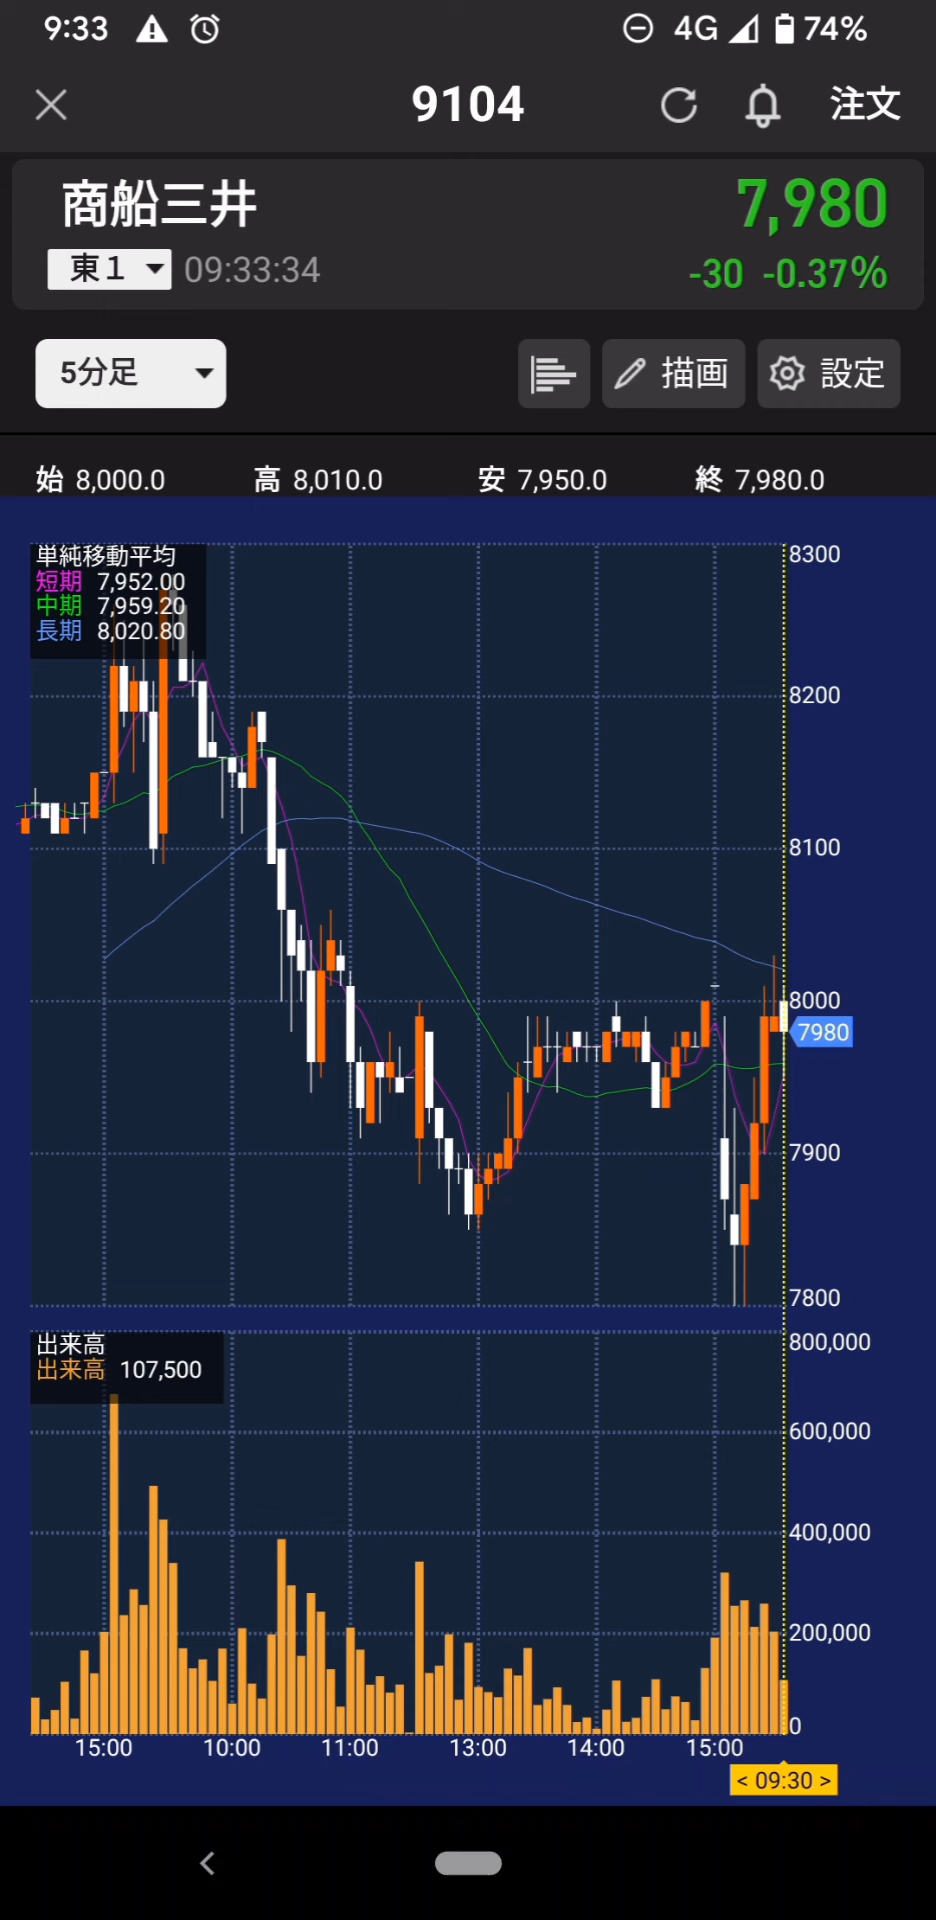 9:33 4G 74%
9104 注文
商船三井 7,980
東1 09:33:34 -30 -0.37%
5分足 描画 設定
始 8,000.0 高 8,010.0 安 7,950.0 終 7,980.0
単純移動平均
短期 7,952.00
中期 7,959.20
長期 8,020.80
8300
8200
8100
8000
7980
7900
7800
出来高
出来高 107,500
800,000
600,000
400,000
200,000
0
15:00 10:00 11:00 13:00 14:00 15:00
< 09:30 >